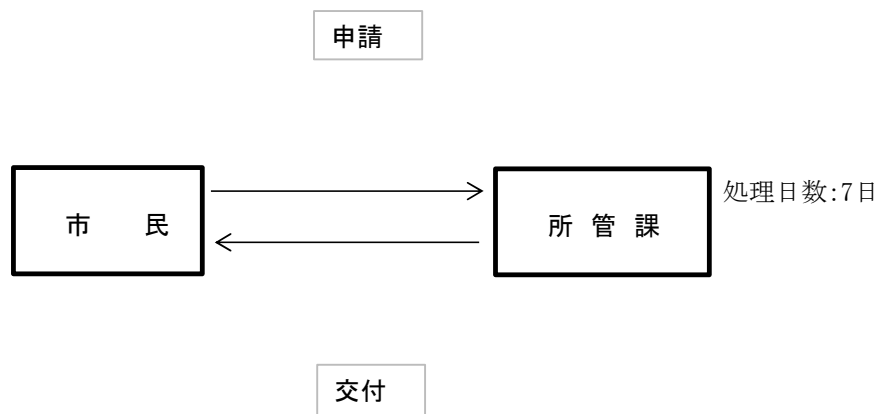 申請
市　　民
所 管 課
処理日数:7日
交付